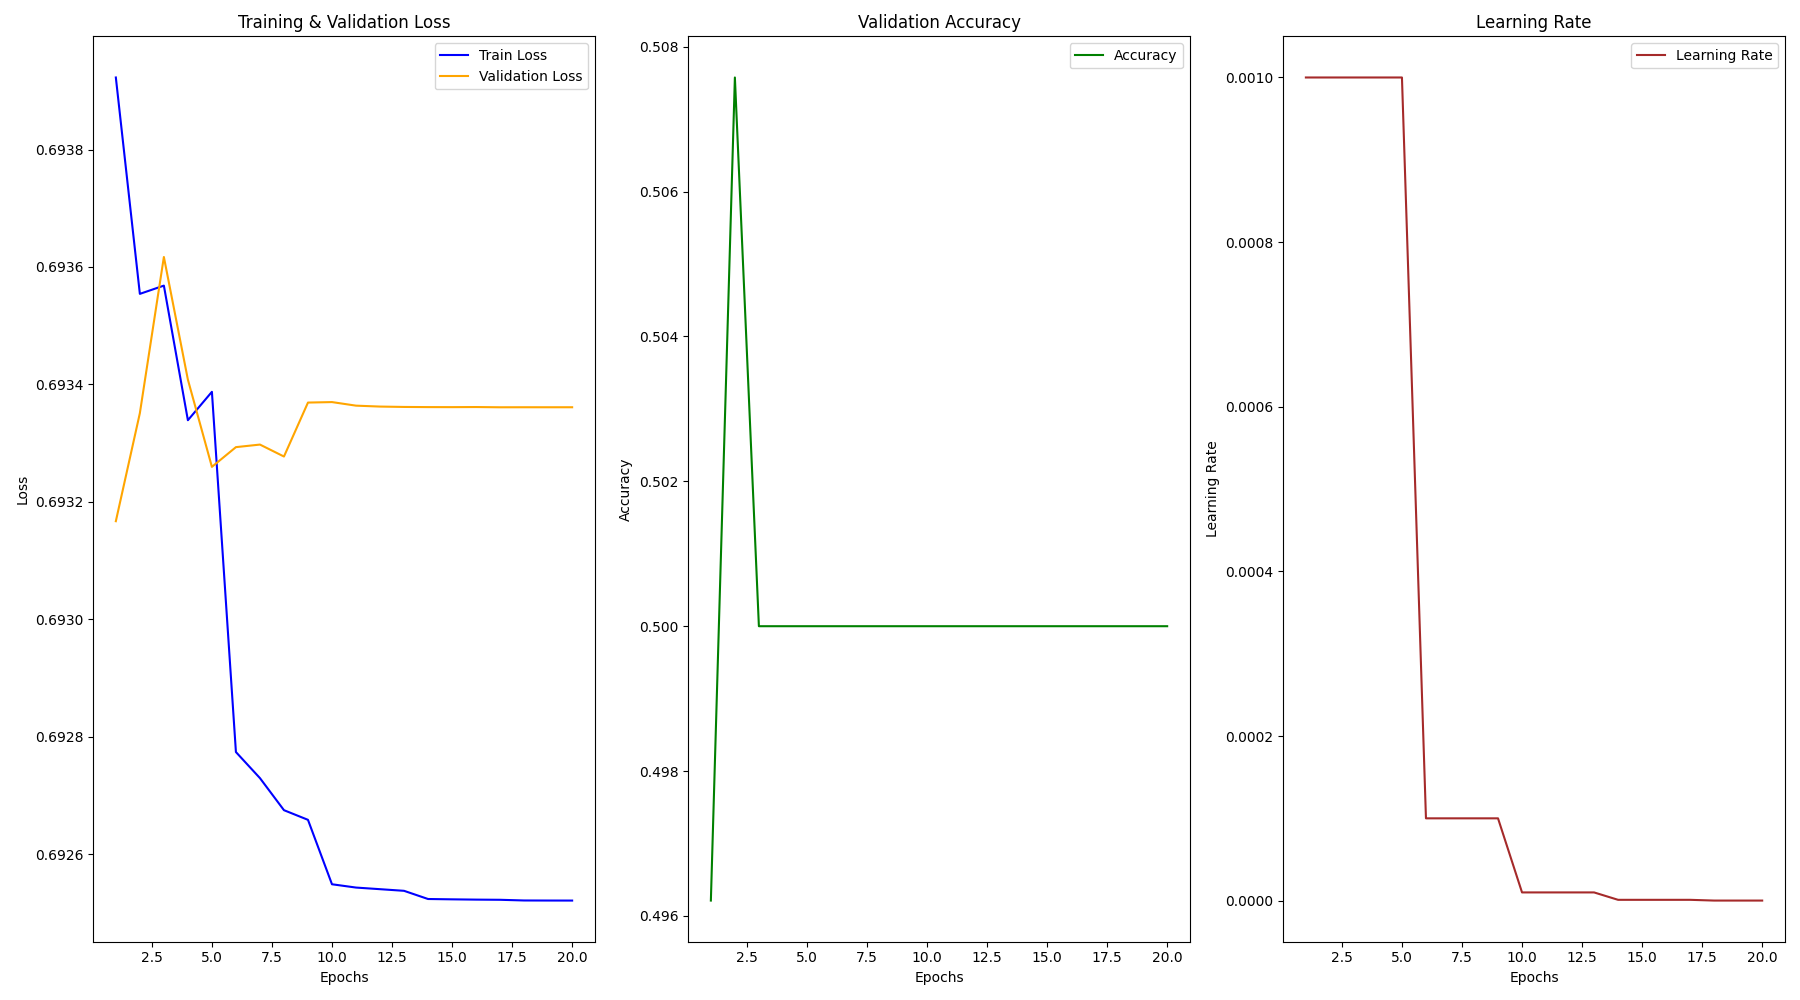 Training & Validation Loss
Train Loss
Validation Loss
0.6938
0.6936
0.6934
0.6932
0.6930
0.6928
0.6926
Loss
2.5 5.0 7.5 10.0 12.5 15.0 17.5 20.0
Epochs
Validation Accuracy
Accuracy
0.508
0.506
0.504
0.502
0.500
0.498
0.496
Accuracy
2.5 5.0 7.5 10.0 12.5 15.0 17.5 20.0
Epochs
Learning Rate
Learning Rate
0.0010
0.0008
0.0006
0.0004
0.0002
0.0000
Learning Rate
2.5 5.0 7.5 10.0 12.5 15.0 17.5 20.0
Epochs